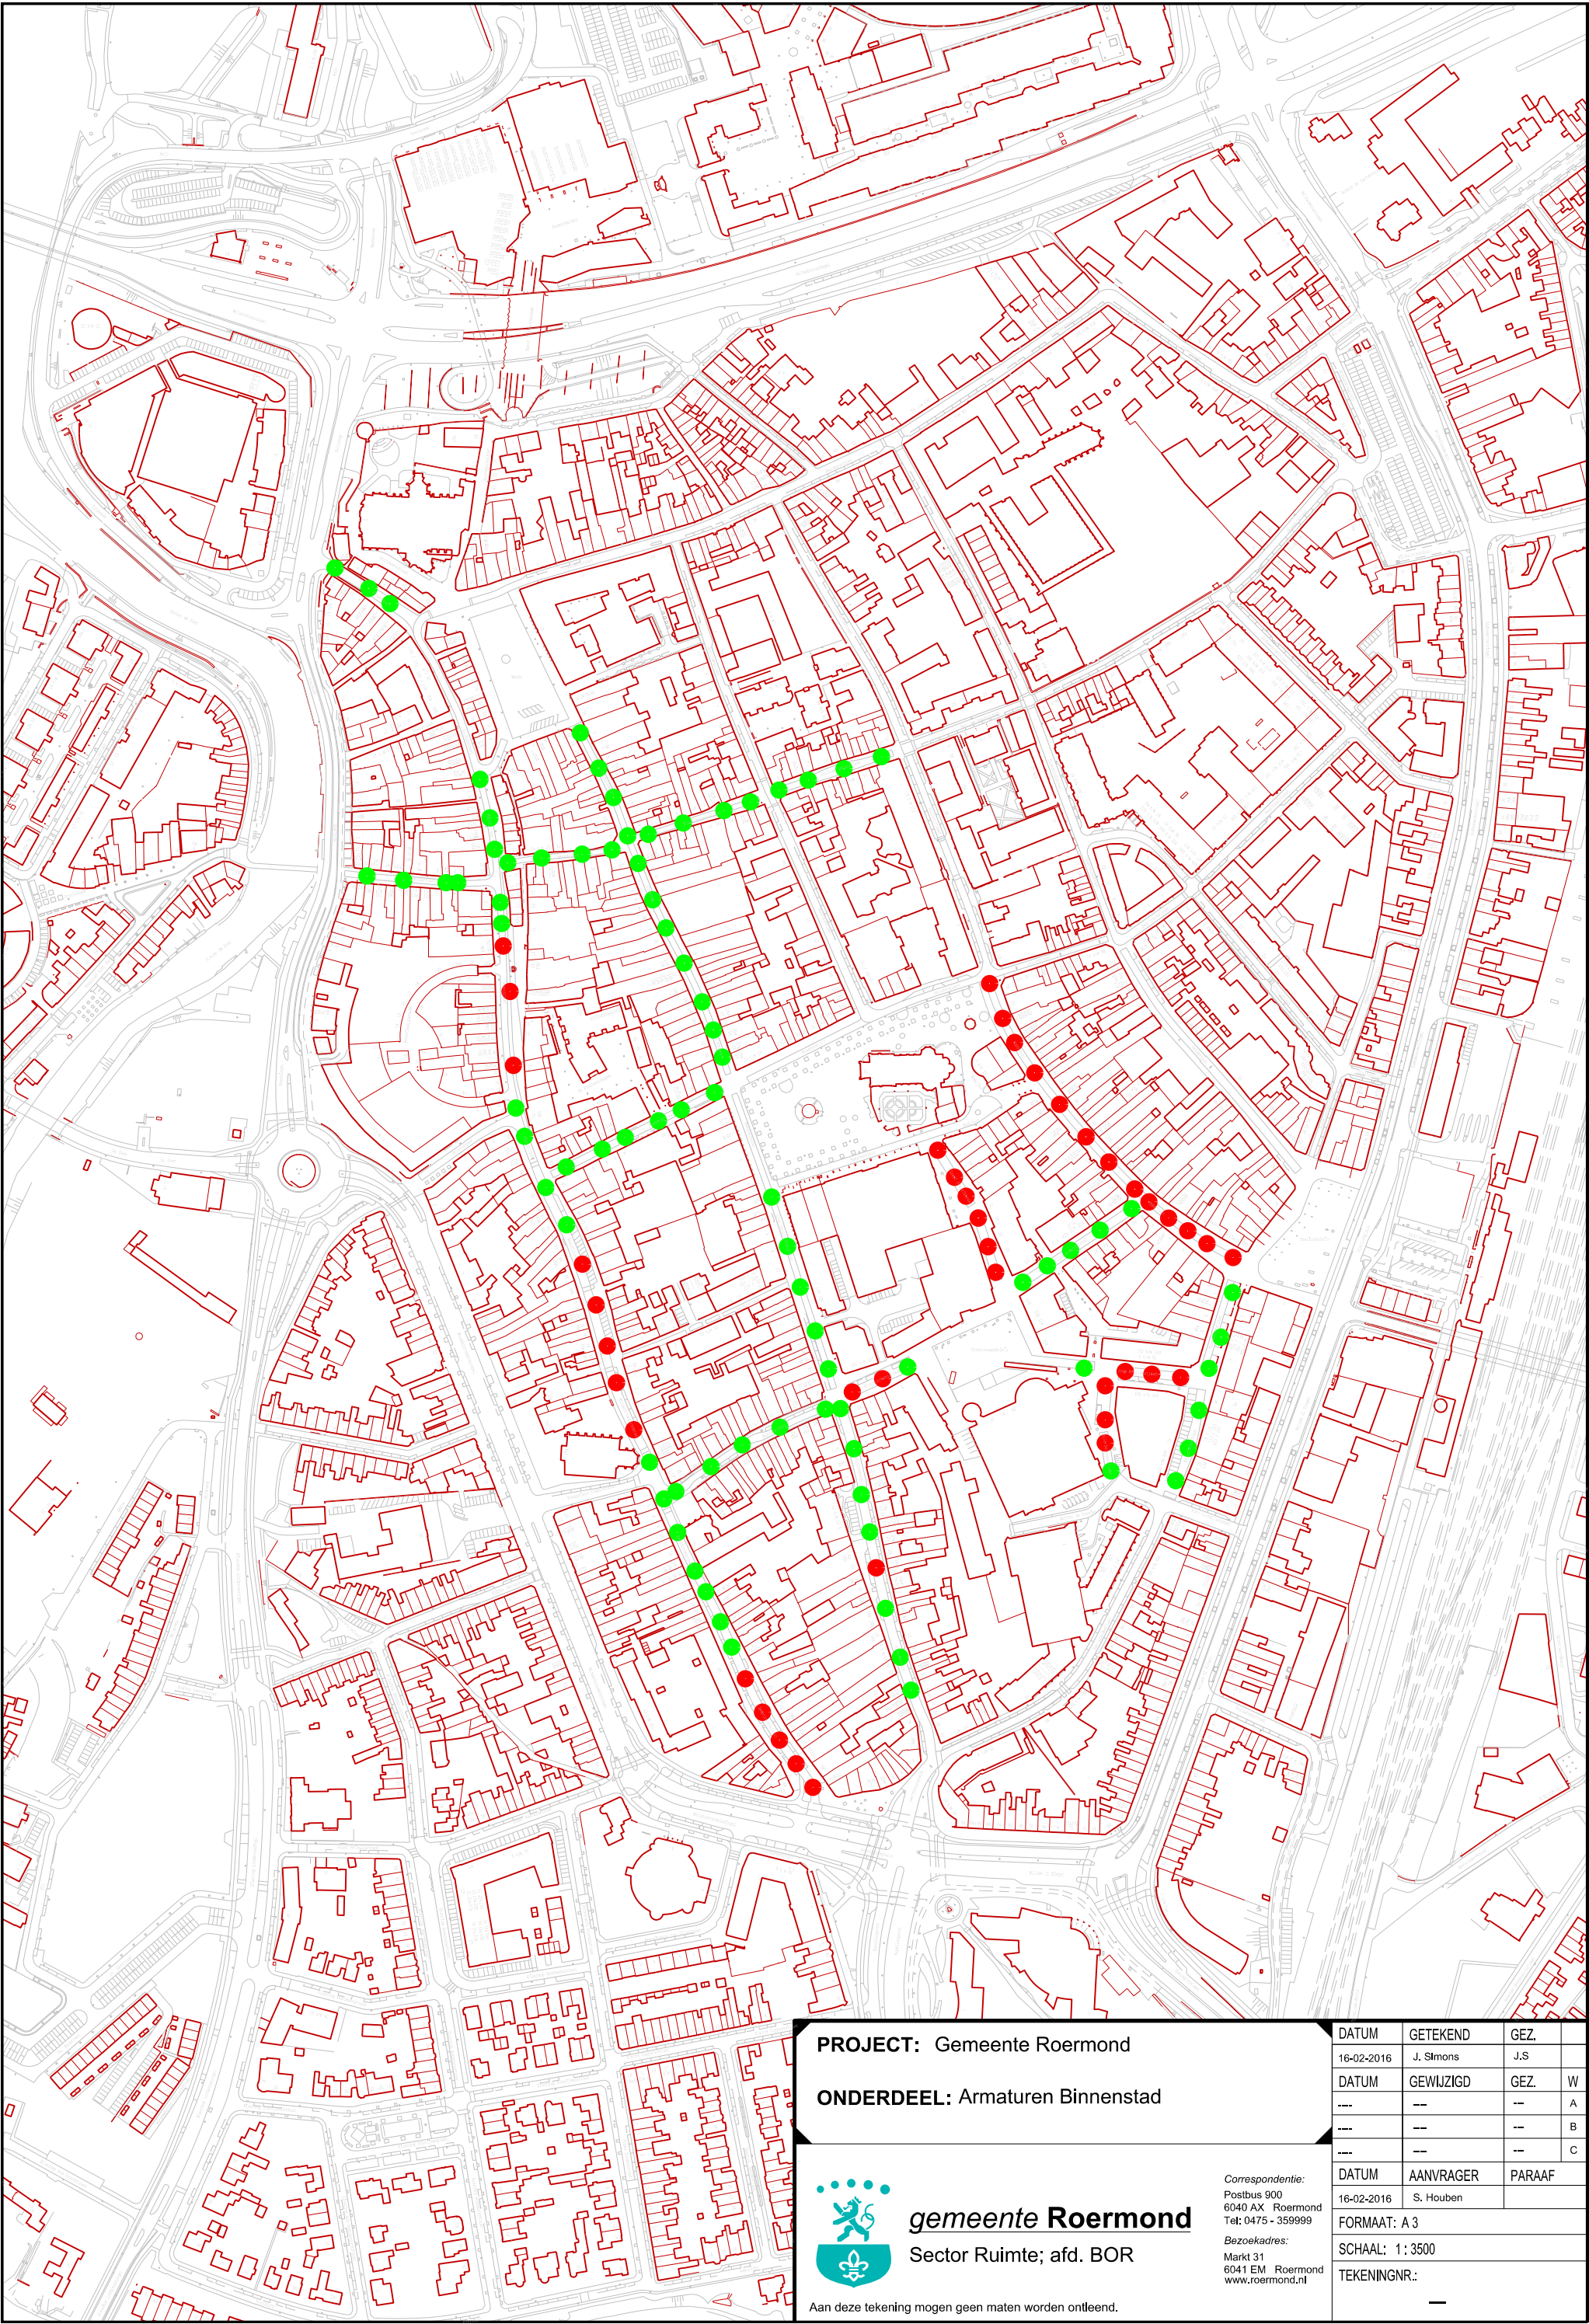 PROJECT: Gemeente Roermond
ONDERDEEL: Armaturen Binnenstad
gemeente Roermond
Sector Ruimte; afd. BOR
Aan deze tekening mogen geen maten worden ontleend.
Correspondentie:
Postbus 900
6040 AX Roermond
Tel: 0475 - 359999
Bezoekadres:
Markt 31
6041 EM Roermond
www.roermond.nl
DATUM GETEKEND GEZ.
16-02-2016 J. Simons J.S
DATUM GEWIJZIGD GEZ. W
---- --- --- A
---- --- --- B
---- --- --- C
DATUM AANVRAGER PARAAF
16-02-2016 S. Houben
FORMAAT: A 3
SCHAAL: 1 : 3500
TEKENINGNR.:
—